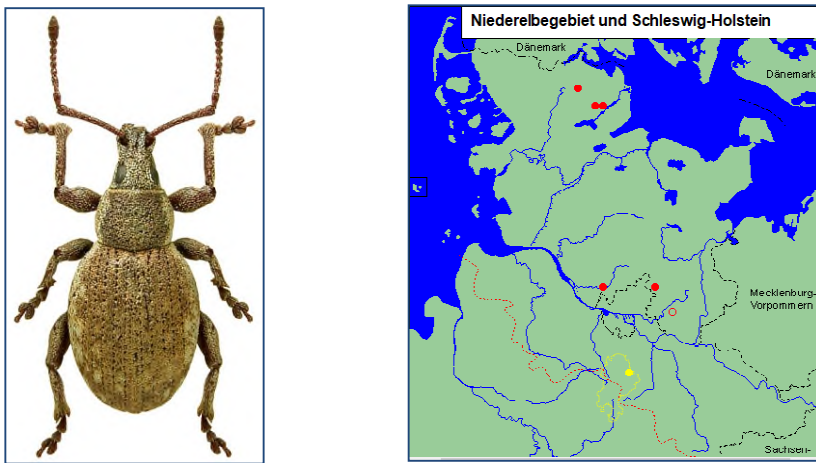 Niederelbegebiet und Schleswig-Holstein
Dänemark
Dänemark
Mecklenburg-
Vorpommern
Sachsen-